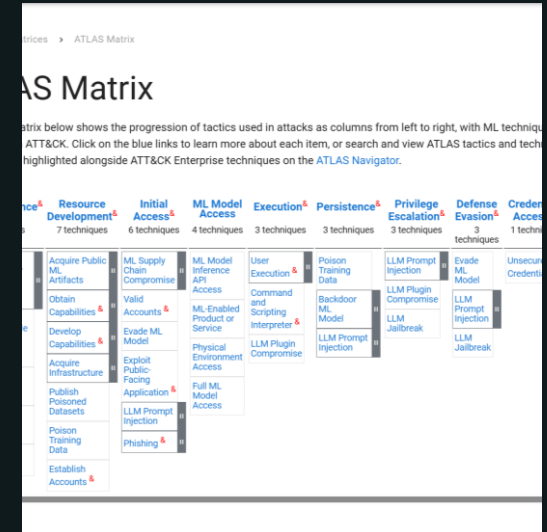 trices > ATLAS Matrix
AS Matrix
atrix below shows the progression of tactics used in attacks as columns from left to right, with ML techniqu
ATT&CK. Click on the blue links to learn more about each item, or search and view ATLAS tactics and tech
highlighted alongside ATT&CK Enterprise techniques on the ATLAS Navigator.
nce&
s
Resource
Development&
7 techniques
Acquire Public
ML
Artifacts
Obtain
Capabilities &
Develop
Capabilities &
Acquire
Infrastructure
Publish
Poisoned
Datasets
Poison
Training
Data
Establish
Accounts &
Initial
Access&
6 techniques
ML Supply
Chain
Compromise
Valid
Accounts &
Evade ML
Model
Exploit
Public-
Facing
Application &
LLM Prompt
Injection
Phishing &
ML Model
Access
4 techniques
ML Model
Inference
API
Access
ML-Enabled
Product or
Service
Physical
Environment
Access
Full ML
Model
Access
Execution&
3 techniques
User
Execution &
Command
and
Scripting
Interpreter &
LLM Plugin
Compromise
Persistence&
3 techniques
Poison
Training
Data
Backdoor
ML
Model
LLM Prompt
Injection
Privilege
Escalation&
3 techniques
LLM Prompt
Injection
LLM Plugin
Compromise
LLM
Jailbreak
Defense
Evasion&
3
techniques
Evade
ML
Model
LLM
Prompt
Injection
LLM
Jailbreak
Creden
Acces
1 techni
Unsecur
Credentia